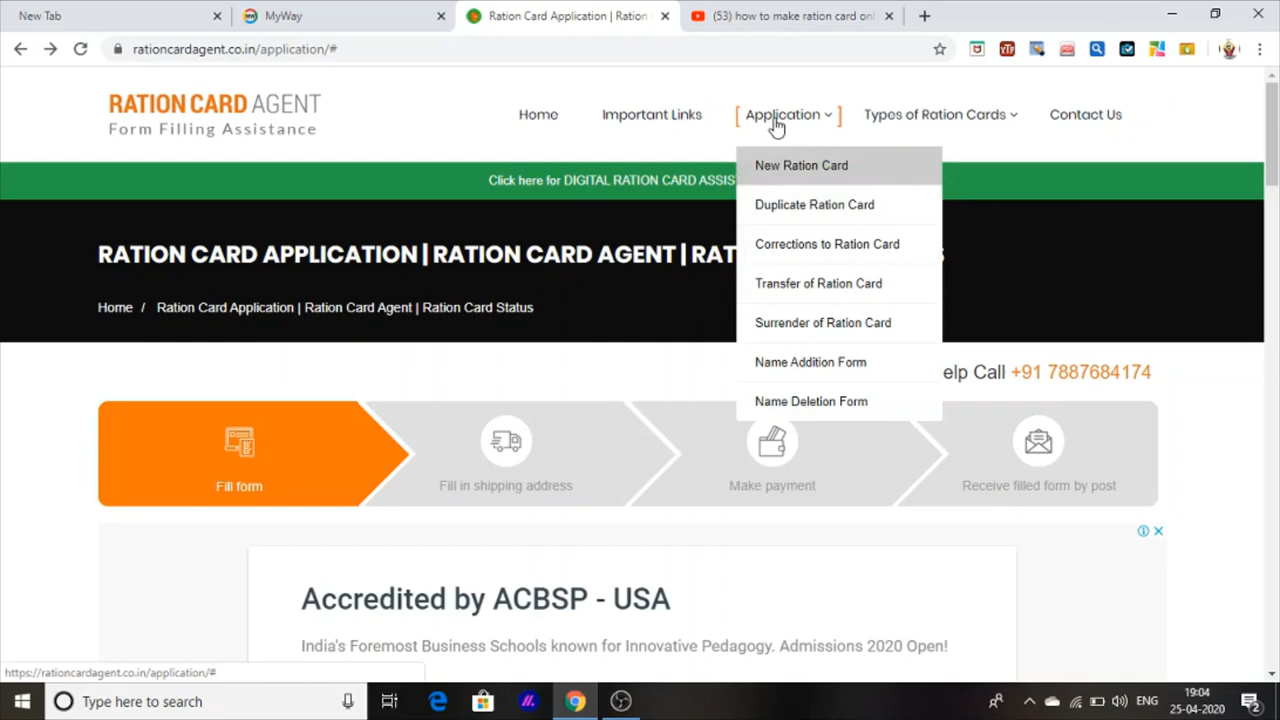 New Tab
MyWay
Ration Card Application | Ration
(53) how to make ration card onl
rationcardagent.co.in/application/#
RATION CARD AGENT
Form Filling Assistance
Home
Important Links
Application
Types of Ration Cards
Contact Us
New Ration Card
Click here for DIGITAL RATION CARD ASSIS
Duplicate Ration Card
Corrections to Ration Card
RATION CARD APPLICATION | RATION CARD AGENT | RAT
Transfer of Ration Card
Home / Ration Card Application | Ration Card Agent | Ration Card Status
Surrender of Ration Card
Name Addition Form
elp Call +91 7887684174
Name Deletion Form
Fill form
Fill in shipping address
Make payment
Receive filled form by post
Accredited by ACBSP - USA
India's Foremost Business Schools known for Innovative Pedagogy. Admissions 2020 Open!
https://rationcardagent.co.in/application/#
Type here to search
ENG
19:04
25-04-2020
2